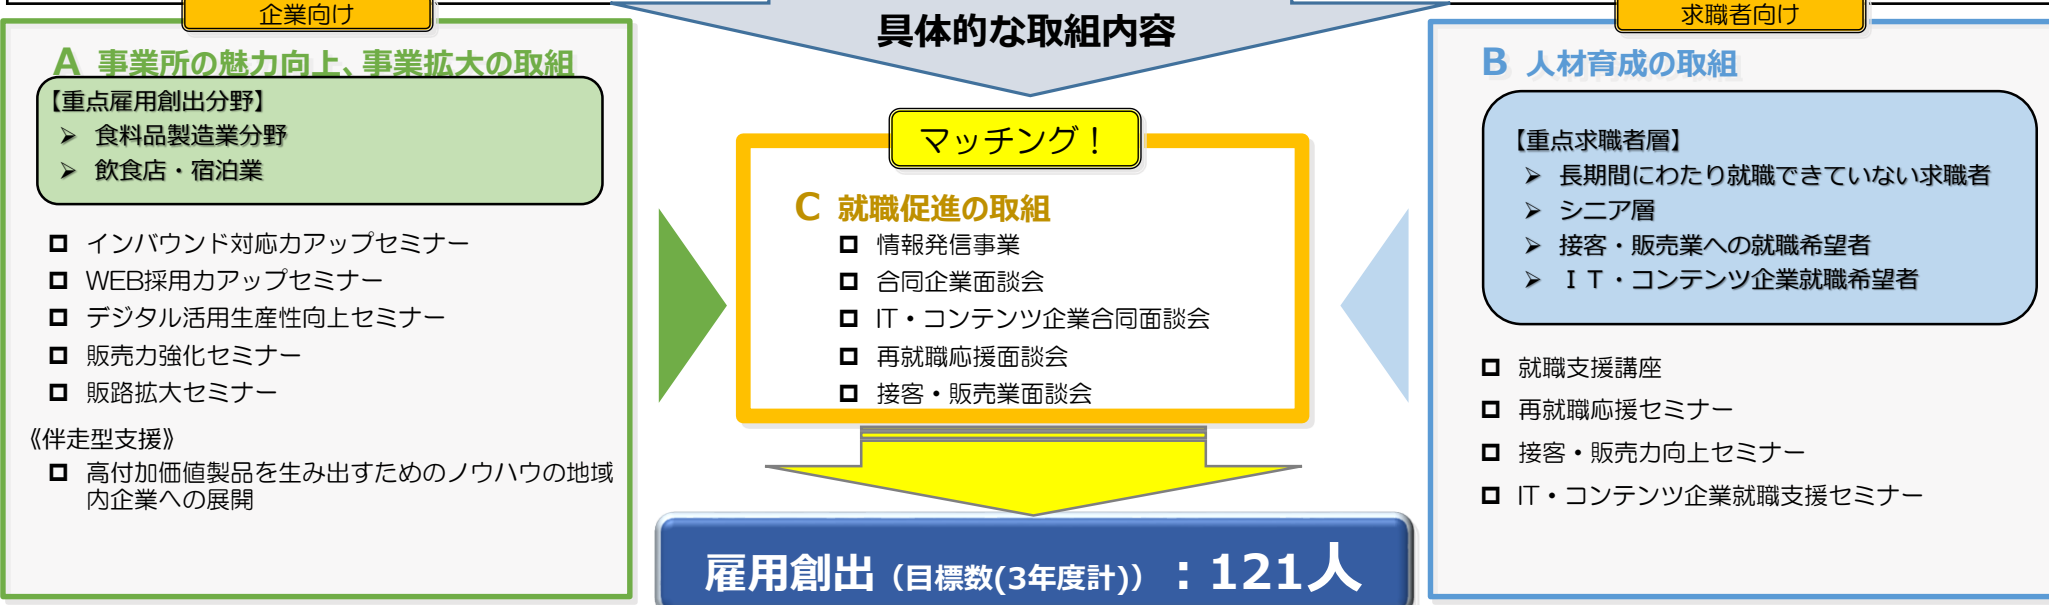 企業向け
A 事業所の魅力向上、事業拡大の取組
【重点雇用創出分野】
➢ 食料品製造業分野
➢ 飲食店・宿泊業
インバウンド対応力アップセミナー
WEB採用力アップセミナー
デジタル活用生産性向上セミナー
販売力強化セミナー
販路拡大セミナー
《伴走型支援》
高付加価値製品を生み出すためのノウハウの地域
内企業への展開
具体的な取組内容
マッチング！
C 就職促進の取組
情報発信事業
合同企業面談会
IT・コンテンツ企業合同面談会
再就職応援面談会
接客・販売業面談会
雇用創出（目標数(3年度計)）：121人
求職者向け
B 人材育成の取組
【重点求職者層】
➢ 長期間にわたり就職できていない求職者
➢ シニア層
➢ 接客・販売業への就職希望者
➢ ＩＴ・コンテンツ企業就職希望者
就職支援講座
再就職応援セミナー
接客・販売力向上セミナー
IT・コンテンツ企業就職支援セミナー